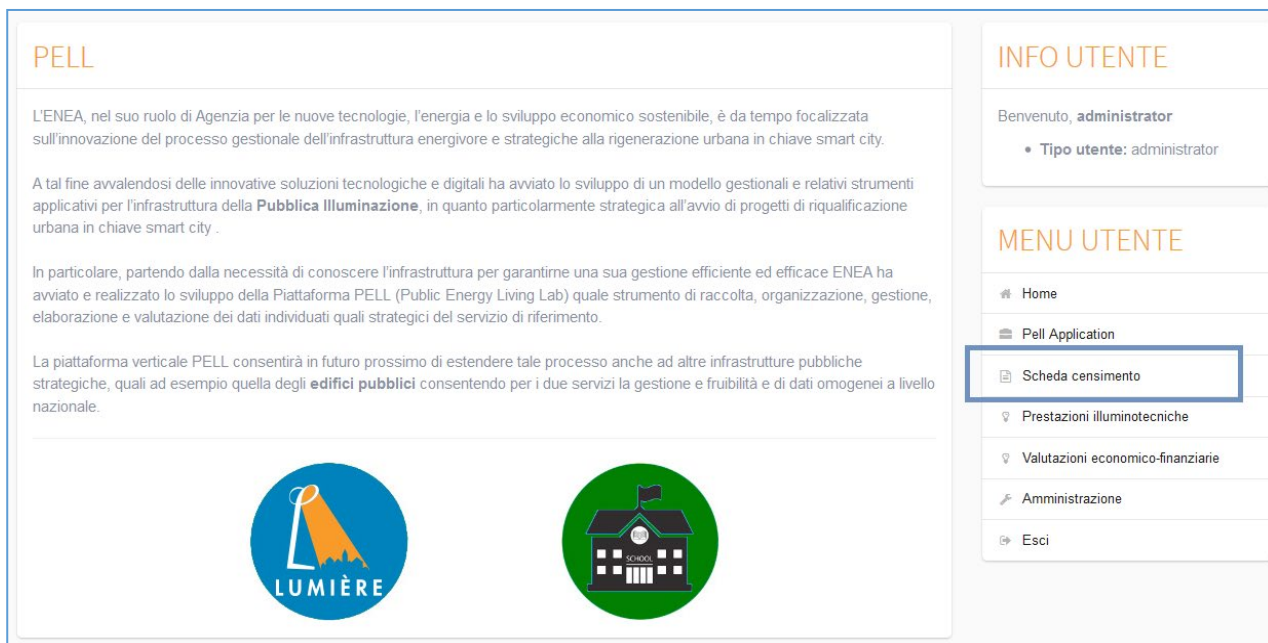 PELL
L'ENEA, nel suo ruolo di Agenzia per le nuove tecnologie, l'energia e lo sviluppo economico sostenibile, è da tempo focalizzata
sull'innovazione del processo gestionale dell'infrastruttura energivore e strategiche alla rigenerazione urbana in chiave smart city.
A tal fine avvalendosi delle innovative soluzioni tecnologiche e digitali ha avviato lo sviluppo di un modello gestionali e relativi strumenti
applicativi per l'infrastruttura della Pubblica Illuminazione, in quanto particolarmente strategica all'avvio di progetti di riqualificazione
urbana in chiave smart city .
In particolare, partendo dalla necessità di conoscere l'infrastruttura per garantirne una sua gestione efficiente ed efficace ENEA ha
avviato e realizzato lo sviluppo della Piattaforma PELL (Public Energy Living Lab) quale strumento di raccolta, organizzazione, gestione,
elaborazione e valutazione dei dati individuati quali strategici del servizio di riferimento.
La piattaforma verticale PELL consentirà in futuro prossimo di estendere tale processo anche ad altre infrastrutture pubbliche
strategiche, quali ad esempio quella degli edifici pubblici consentendo per i due servizi la gestione e fruibilità e di dati omogenei a livello
nazionale.
LUMIÈRE
SCHOOL
INFO UTENTE
Benvenuto, administrator
• Tipo utente: administrator
MENU UTENTE
Home
Pell Application
Scheda censimento
Prestazioni illuminotecniche
Valutazioni economico-finanziarie
Amministrazione
Esci